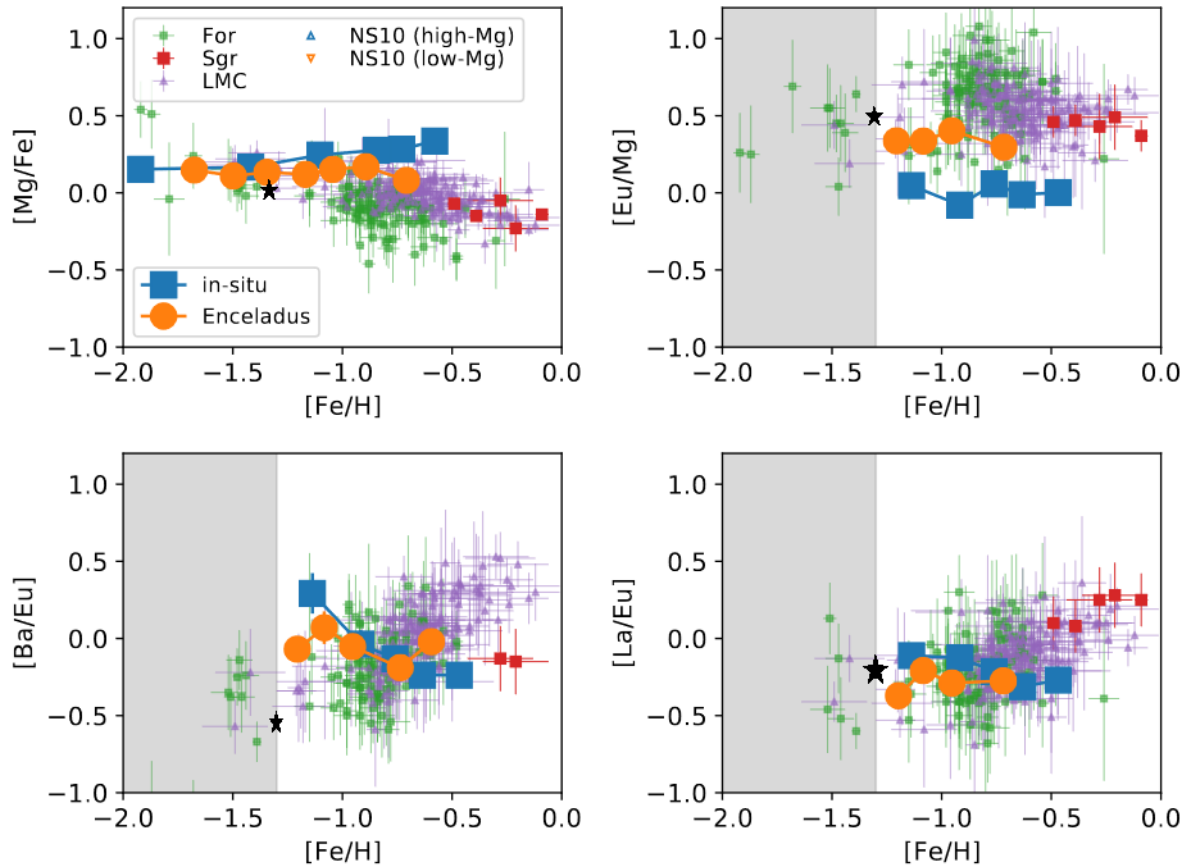 1.0
0.5
0.0
−0.5
−1.0
[Mg/Fe]
For
Sgr
LMC
NS10 (high-Mg)
NS10 (low-Mg)
in-situ
Enceladus
−2.0 −1.5 −1.0 −0.5 0.0
[Fe/H]
1.0
0.5
0.0
−0.5
−1.0
[Eu/Mg]
−2.0 −1.5 −1.0 −0.5 0.0
[Fe/H]
1.0
0.5
0.0
−0.5
−1.0
[Ba/Eu]
−2.0 −1.5 −1.0 −0.5 0.0
[Fe/H]
1.0
0.5
0.0
−0.5
−1.0
[La/Eu]
−2.0 −1.5 −1.0 −0.5 0.0
[Fe/H]